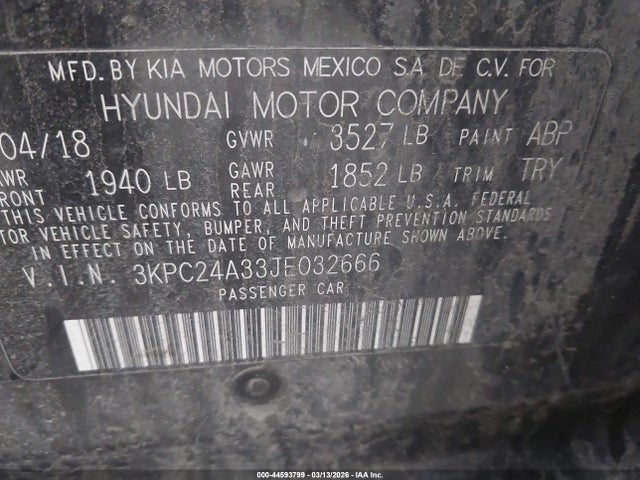 MFD. BY KIA MOTORS MEXICO S.A DE C.V. FOR
HYUNDAI MOTOR COMPANY
04/18 GVWR 3527 LB PAINT ABP
AWR FRONT 1940 LB GAWR REAR 1852 LB TRIM TRY
THIS VEHICLE CONFORMS TO ALL APPLICABLE U.S.A. FEDERAL
TOR VEHICLE SAFETY, BUMPER, AND THEFT PREVENTION STANDARDS
IN EFFECT ON THE DATE OF MANUFACTURE SHOWN ABOVE.
V.I.N. 3KPC24A33JE032666
PASSENGER CAR
000-44593799 | 03/13/2026 | IAA Inc.